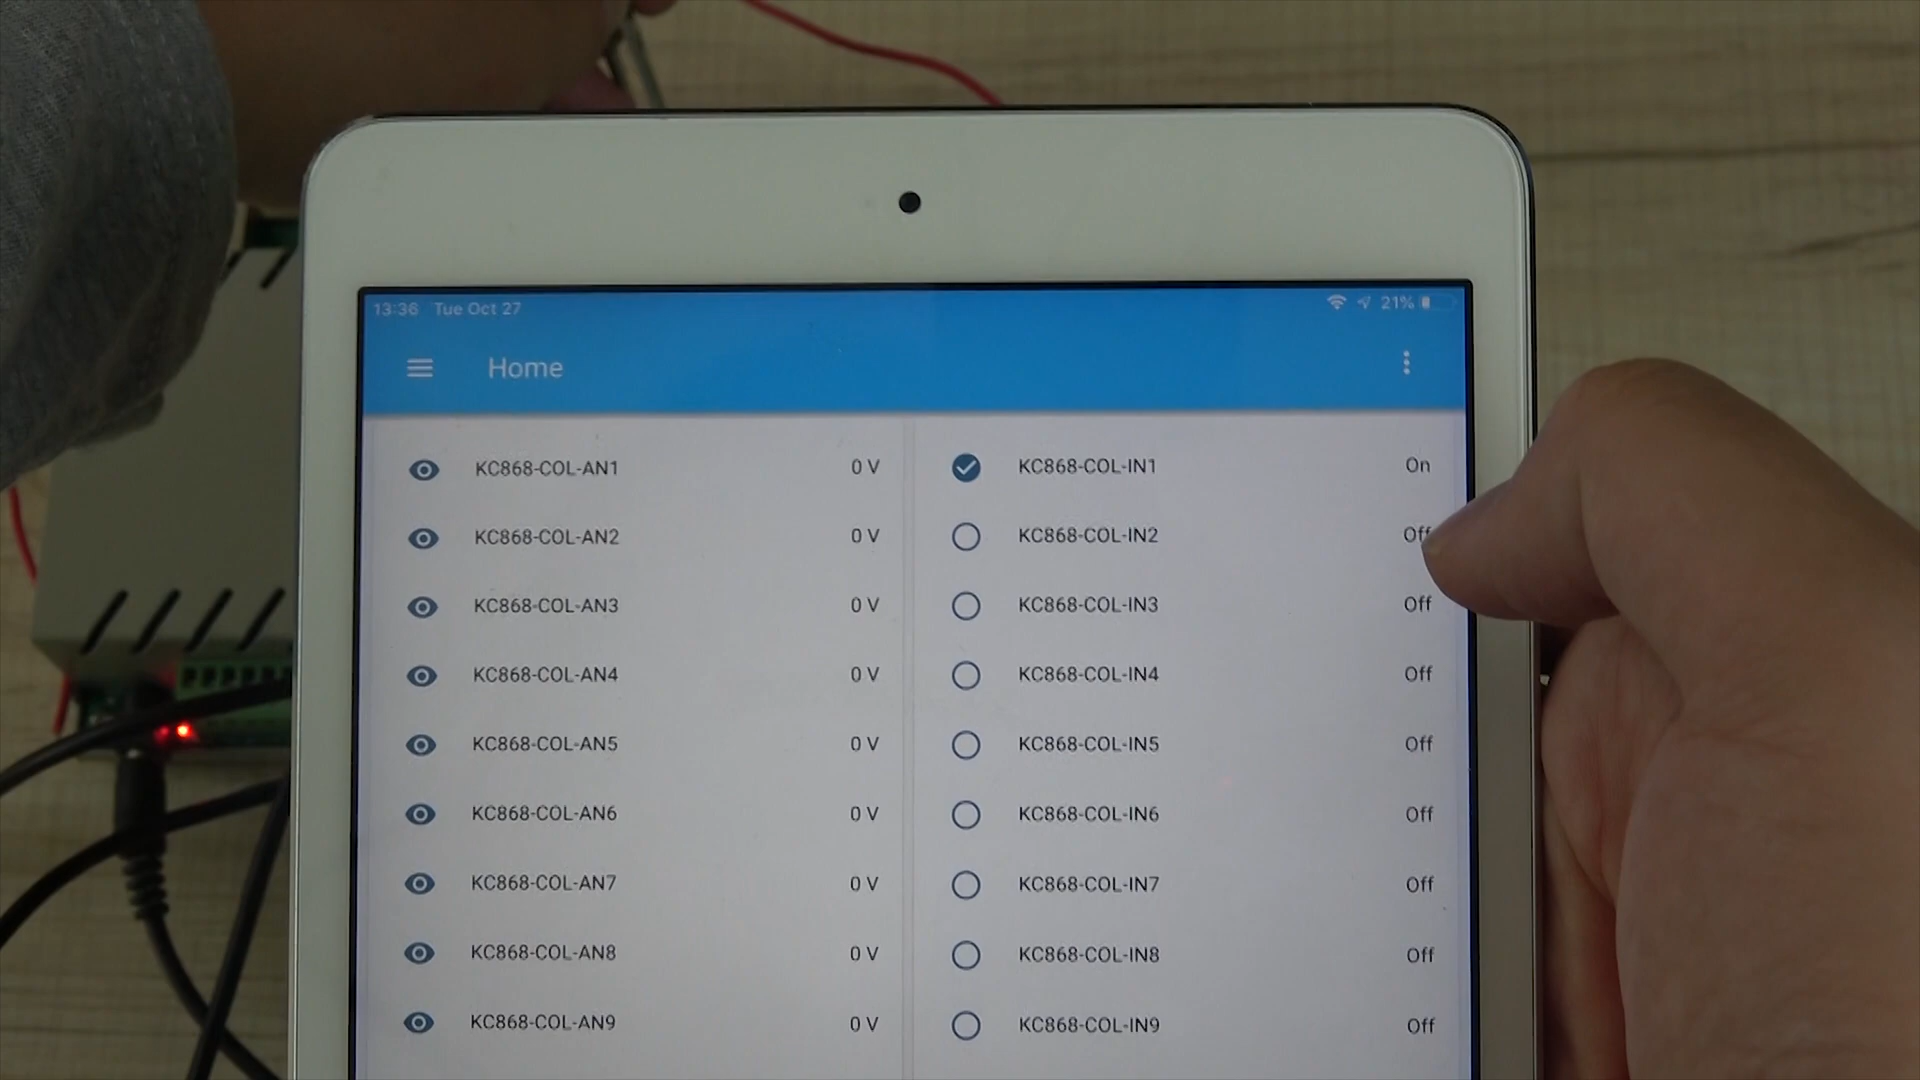 13:36 Tue Oct 27
21%
Home
KC868-COL-AN1 0 V
KC868-COL-AN2 0 V
KC868-COL-AN3 0 V
KC868-COL-AN4 0 V
KC868-COL-AN5 0 V
KC868-COL-AN6 0 V
KC868-COL-AN7 0 V
KC868-COL-AN8 0 V
KC868-COL-AN9 0 V
KC868-COL-IN1 On
KC868-COL-IN2 Off
KC868-COL-IN3 Off
KC868-COL-IN4 Off
KC868-COL-IN5 Off
KC868-COL-IN6 Off
KC868-COL-IN7 Off
KC868-COL-IN8 Off
KC868-COL-IN9 Off